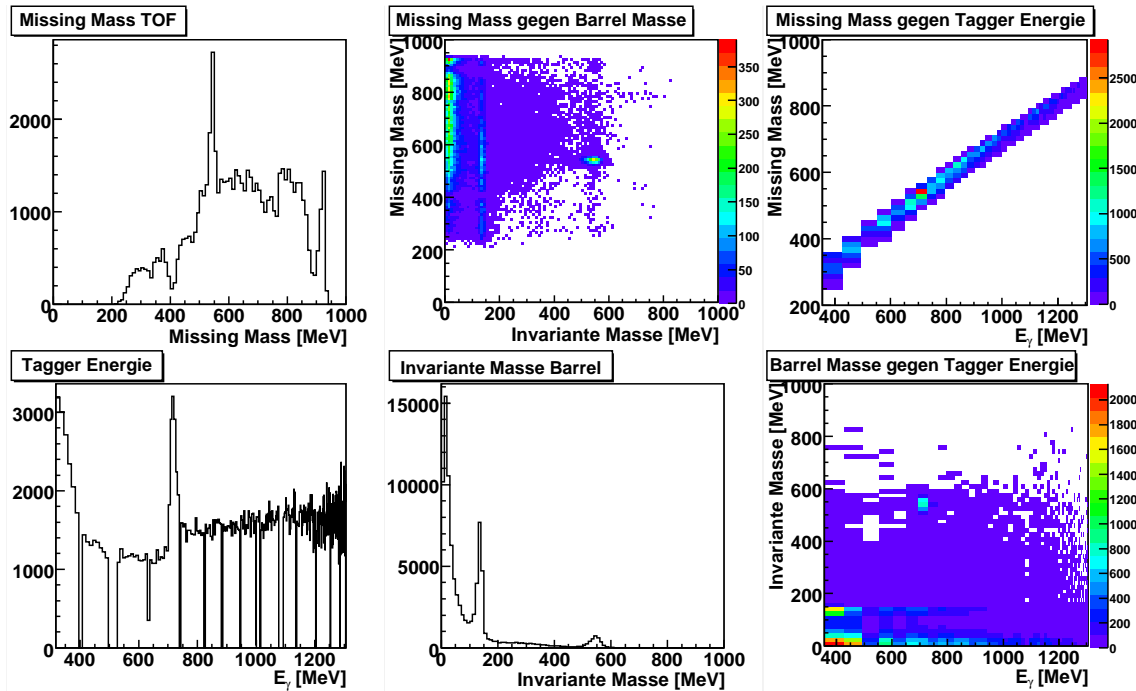 Missing Mass TOF
2000
1000
0
0 200 400 600 800 1000
Missing Mass [MeV]
Missing Mass gegen Barrel Masse
Missing Mass [MeV]
1000
800
600
400
200
0
0 200 400 600 800 1000
Invariante Masse [MeV]
350
300
250
200
150
100
50
0
Missing Mass gegen Tagger Energie
Missing Mass [MeV]
1000
800
600
400
200
400 600 800 1000 1200
Eγ [MeV]
2500
2000
1500
1000
500
0
Tagger Energie
3000
2000
1000
0
400 600 800 1000 1200
Eγ [MeV]
Invariante Masse Barrel
15000
10000
5000
0
0 200 400 600 800 1000
Invariante Masse [MeV]
Barrel Masse gegen Tagger Energie
Invariante Masse [MeV]
1000
800
600
400
200
0
400 600 800 1000 1200
Eγ [MeV]
2000
1800
1600
1400
1200
1000
800
600
400
200
0